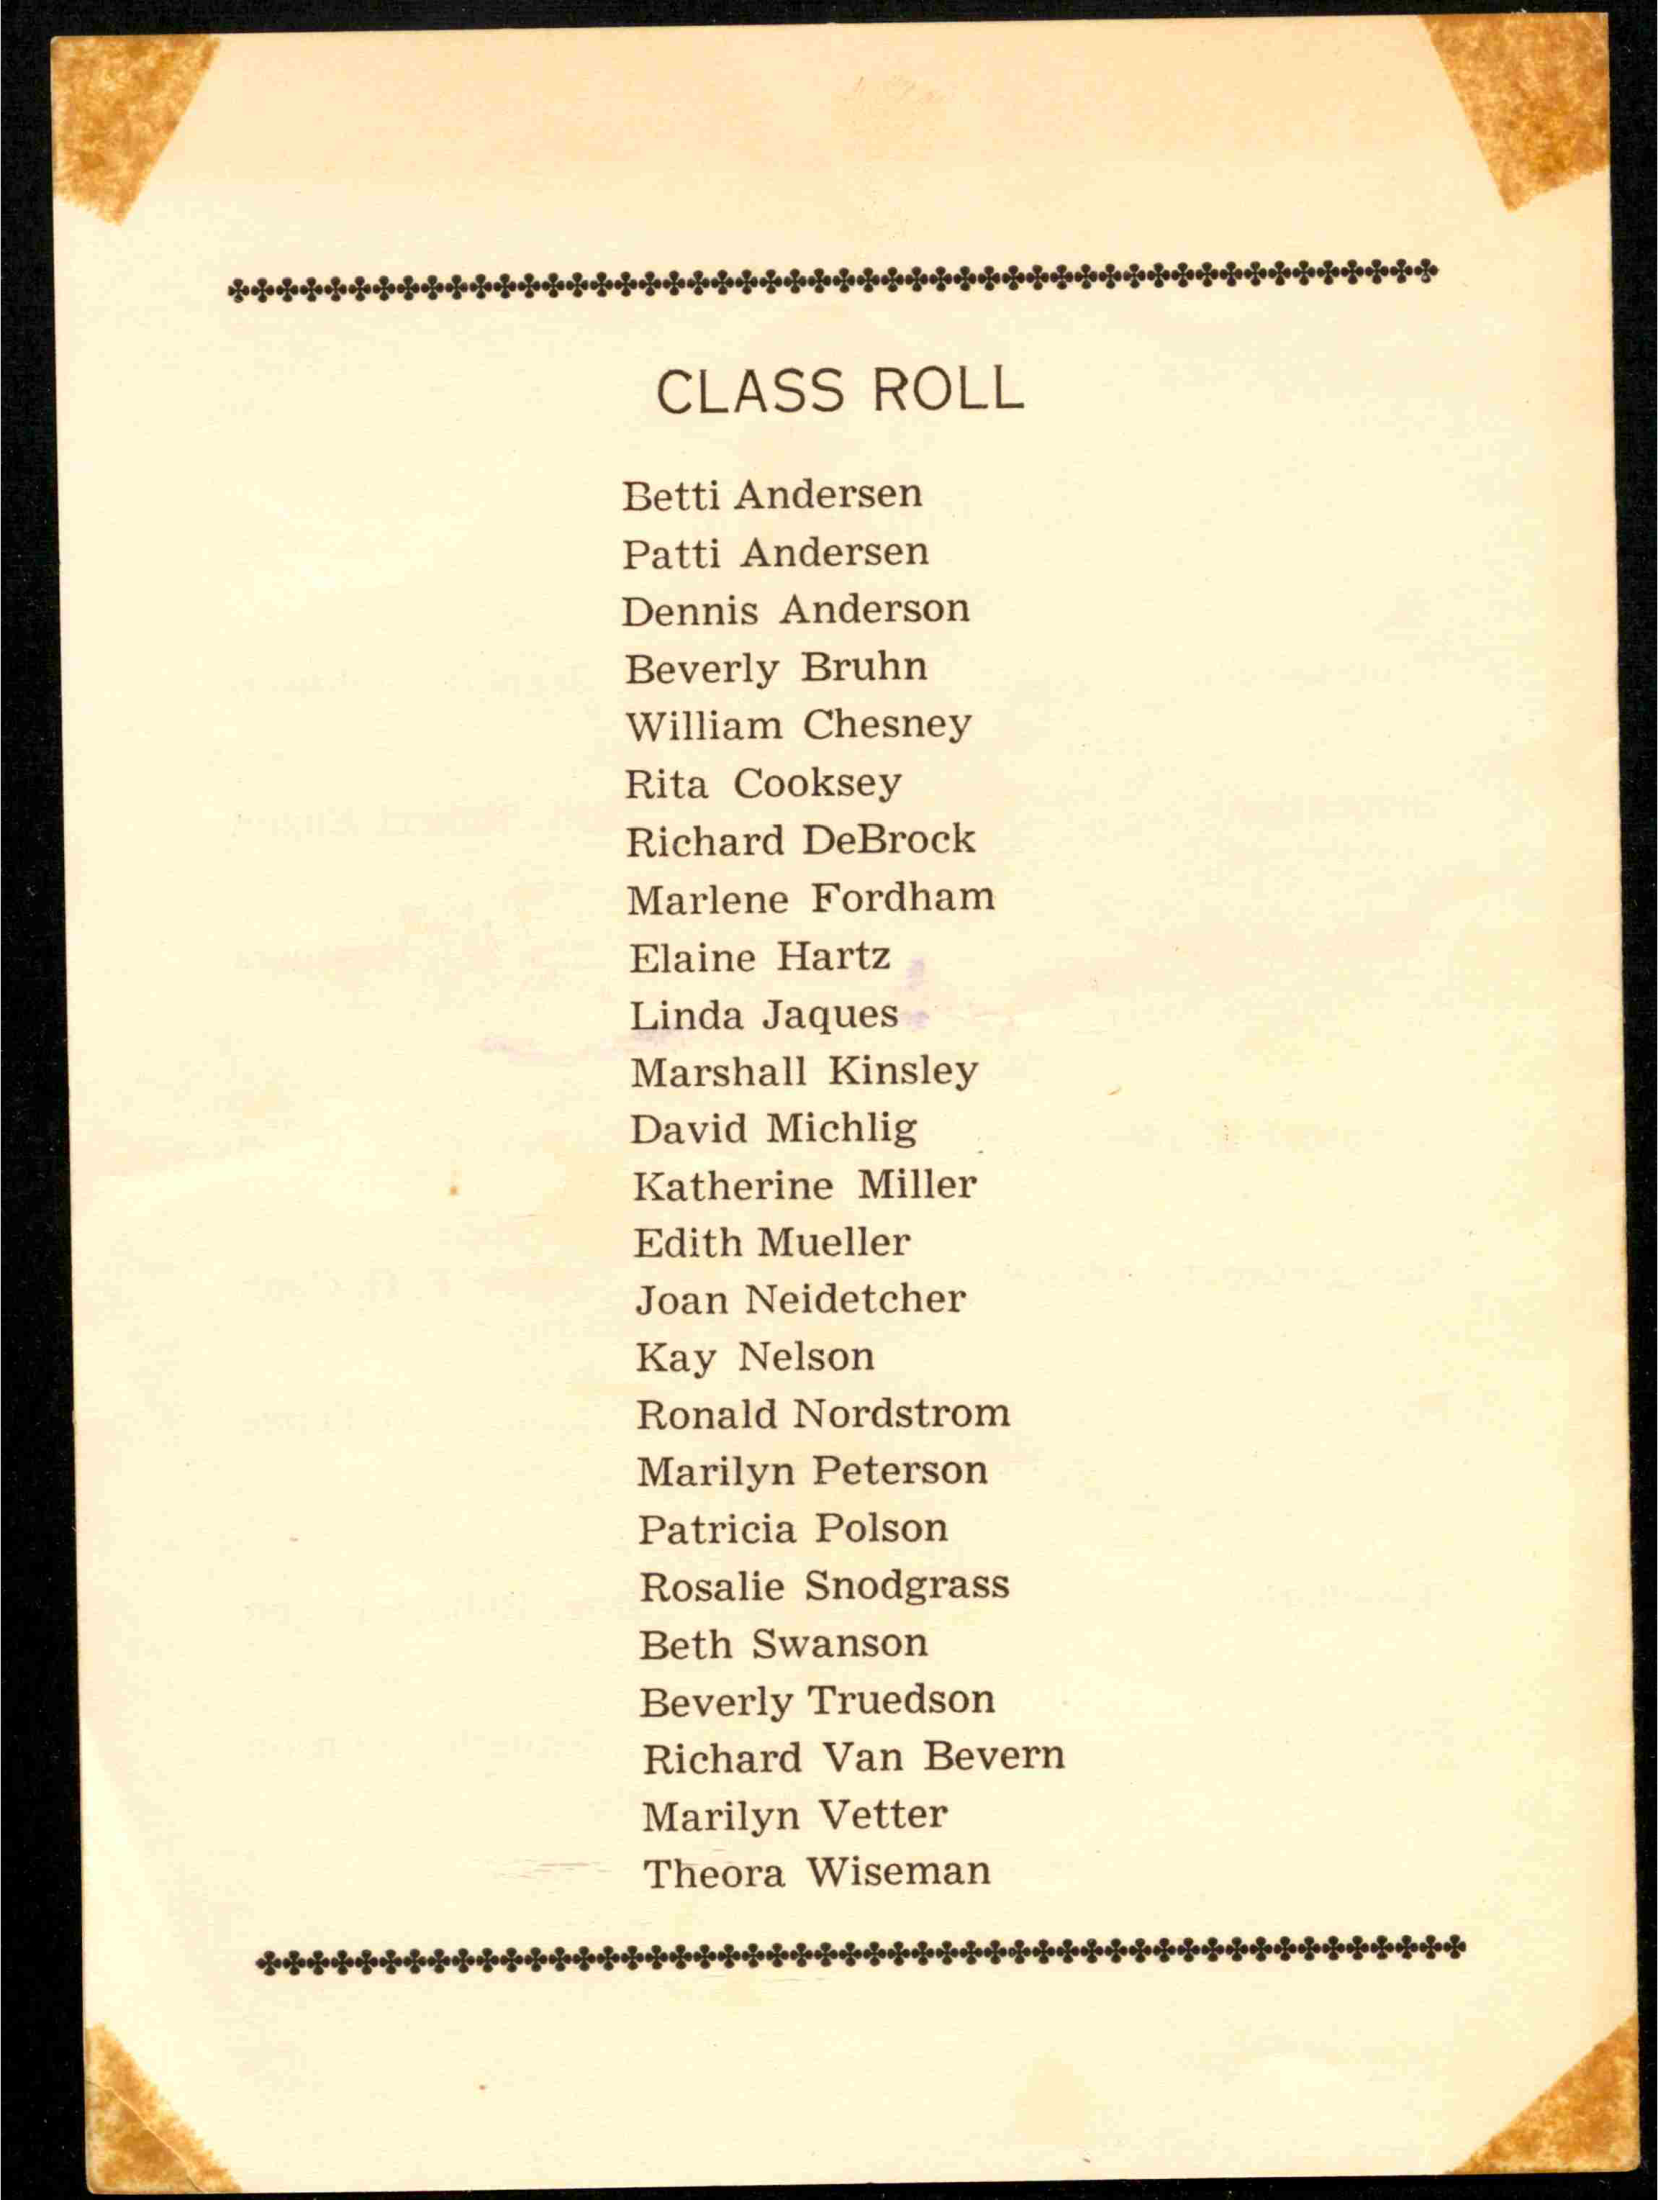 CLASS ROLL
Betti Andersen
Patti Andersen
Dennis Anderson
Beverly Bruhn
William Chesney
Rita Cooksey
Richard DeBrock
Marlene Fordham
Elaine Hartz
Linda Jaques
Marshall Kinsley
David Michlig
Katherine Miller
Edith Mueller
Joan Neidetcher
Kay Nelson
Ronald Nordstrom
Marilyn Peterson
Patricia Polson
Rosalie Snodgrass
Beth Swanson
Beverly Truedson
Richard Van Bevern
Marilyn Vetter
Theora Wiseman